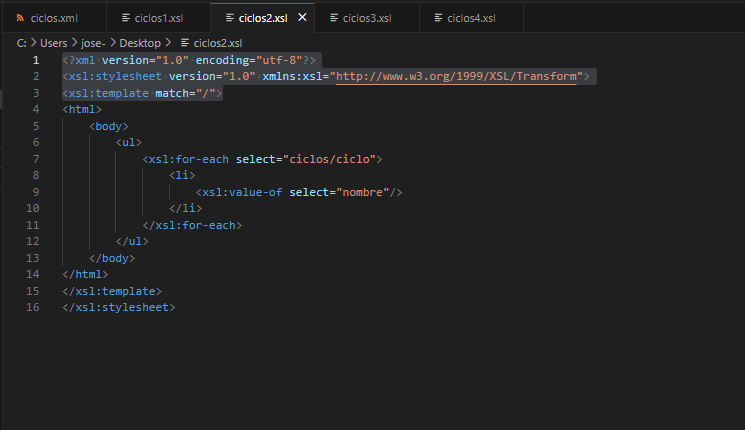 ciclos.xml ciclos1.xsl ciclos2.xsl ciclos3.xsl ciclos4.xsl
C: > Users > jose- > Desktop > ciclos2.xsl
1 <?xml version="1.0" encoding="utf-8"?>
2 <xsl:stylesheet version="1.0" xmlns:xsl="http://www.w3.org/1999/XSL/Transform">
3 <xsl:template match="/">
4 <html>
5 <body>
6 <ul>
7 <xsl:for-each select="ciclos/ciclo">
8 <li>
9 <xsl:value-of select="nombre"/>
10 </li>
11 </xsl:for-each>
12 </ul>
13 </body>
14 </html>
15 </xsl:template>
16 </xsl:stylesheet>